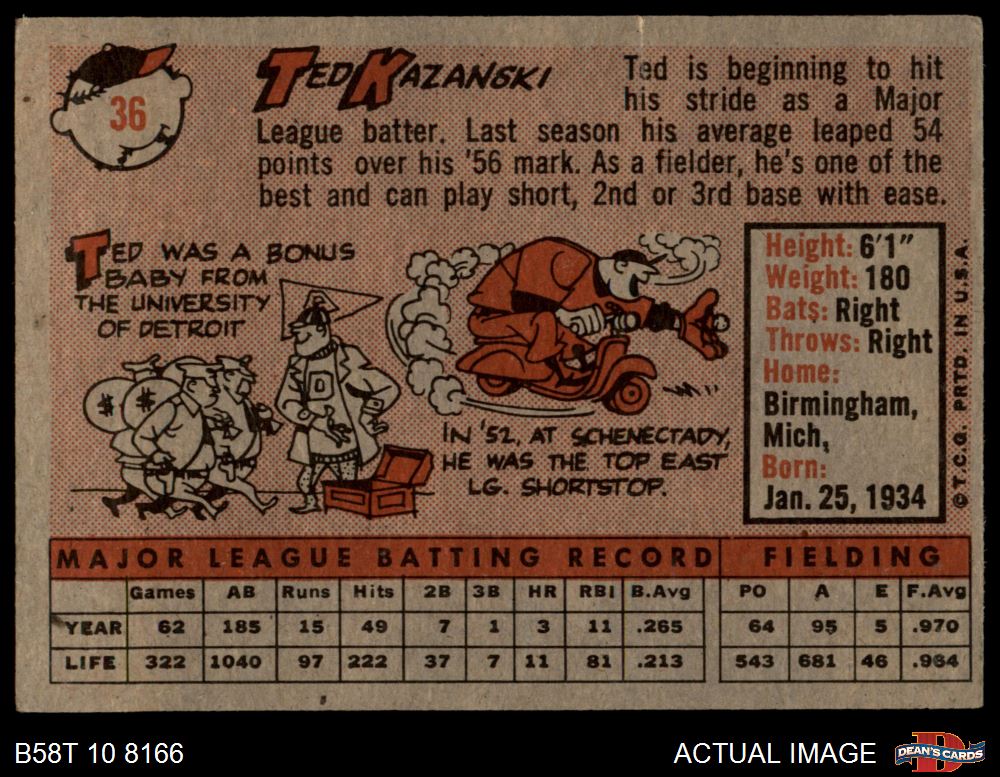 36
TED KAZANSKI
Ted is beginning to hit
his stride as a Major
League batter. Last season his average leaped 54
points over his '56 mark. As a fielder, he's one of the
best and can play short, 2nd or 3rd base with ease.
TED WAS A BONUS
BABY FROM
THE UNIVERSITY
OF DETROIT
$ $
D
IN '52, AT SCHENECTADY,
HE WAS THE TOP EAST
LG. SHORTSTOP.
Height: 6'1"
Weight: 180
Bats: Right
Throws: Right
Home:
Birmingham,
Mich,
Born:
Jan. 25, 1934
© T.C.G. PRTD. IN U.S.A.
MAJOR LEAGUE BATTING RECORD FIELDING
Games AB Runs Hits 2B 3B HR RBI B.Avg PO A E F.Avg
YEAR 62 185 15 49 7 1 3 11 .265 64 95 5 .970
LIFE 322 1040 97 222 37 7 11 81 .213 543 681 46 .964
B58T 10 8166
ACTUAL IMAGE
D
DEAN'S CARDS